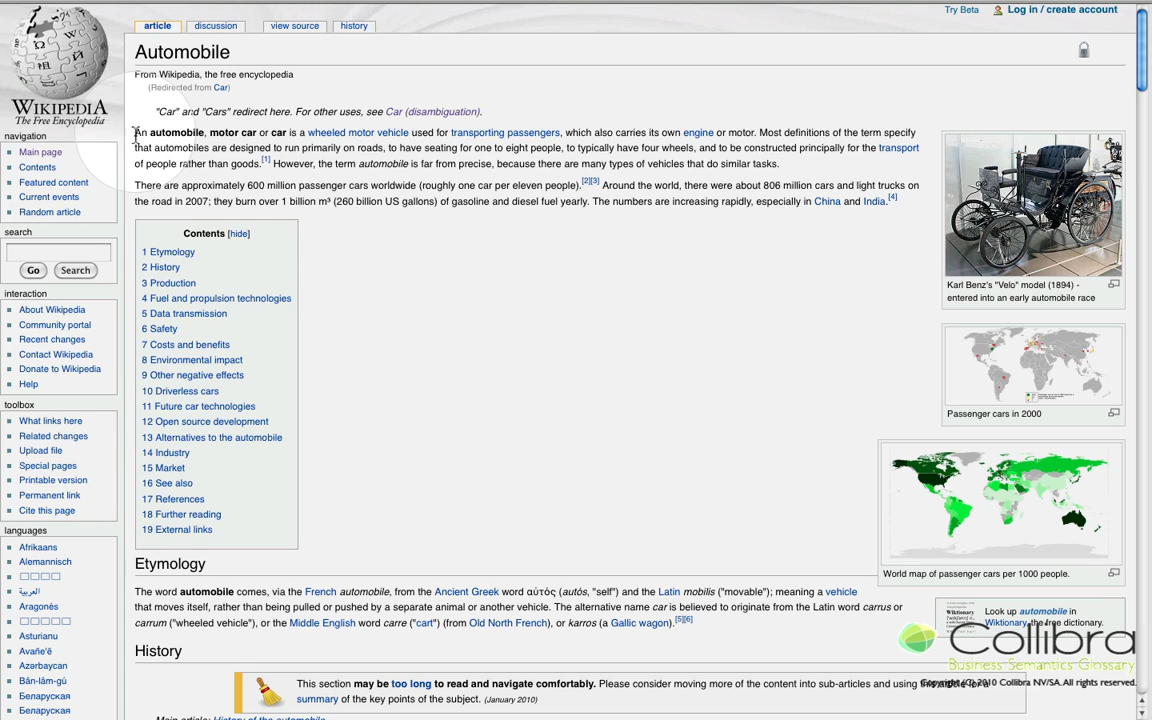 Try Beta
Log in / create account
article
discussion
view source
history
WIKIPEDIA
The Free Encyclopedia
Automobile
From Wikipedia, the free encyclopedia
(Redirected from Car)
"Car" and "Cars" redirect here. For other uses, see Car (disambiguation).
An automobile, motor car or car is a wheeled motor vehicle used for transporting passengers, which also carries its own engine or motor. Most definitions of the term specify
that automobiles are designed to run primarily on roads, to have seating for one to eight people, to typically have four wheels, and to be constructed principally for the transport
of people rather than goods.[1] However, the term automobile is far from precise, because there are many types of vehicles that do similar tasks.
There are approximately 600 million passenger cars worldwide (roughly one car per eleven people).[2][3] Around the world, there were about 806 million cars and light trucks on
the road in 2007; they burn over 1 billion m³ (260 billion US gallons) of gasoline and diesel fuel yearly. The numbers are increasing rapidly, especially in China and India.[4]
navigation
Main page
Contents
Featured content
Current events
Random article
search
Go
Search
interaction
About Wikipedia
Community portal
Recent changes
Contact Wikipedia
Donate to Wikipedia
Help
toolbox
What links here
Related changes
Upload file
Special pages
Printable version
Permanent link
Cite this page
languages
Afrikaans
Alemannisch
العربية
Aragonés
Asturianu
Avañe'ẽ
Azərbaycan
Bân-lâm-gú
Беларуская
Беларуская
Contents [hide]
1 Etymology
2 History
3 Production
4 Fuel and propulsion technologies
5 Data transmission
6 Safety
7 Costs and benefits
8 Environmental impact
9 Other negative effects
10 Driverless cars
11 Future car technologies
12 Open source development
13 Alternatives to the automobile
14 Industry
15 Market
16 See also
17 References
18 Further reading
19 External links
Karl Benz's "Velo" model (1894) -
entered into an early automobile race
Passenger cars in 2000
World map of passenger cars per 1000 people.
Etymology
The word automobile comes, via the French automobile, from the Ancient Greek word αὐτός (autós, "self") and the Latin mobilis ("movable"); meaning a vehicle
that moves itself, rather than being pulled or pushed by a separate animal or another vehicle. The alternative name car is believed to originate from the Latin word carrus or
carrum ("wheeled vehicle"), or the Middle English word carre ("cart") (from Old North French), or karros (a Gallic wagon).[5][6]
Wiktionary
Look up automobile in
Wiktionary, the free dictionary.
History
This section may be too long to read and navigate comfortably. Please consider moving more of the content into sub-articles and using this article for a
summary of the key points of the subject. (January 2010)
Main article: History of the automobile
Collibra
Business Semantics Glossary
Copyright (C) 2010 Collibra NV/SA. All rights reserved.